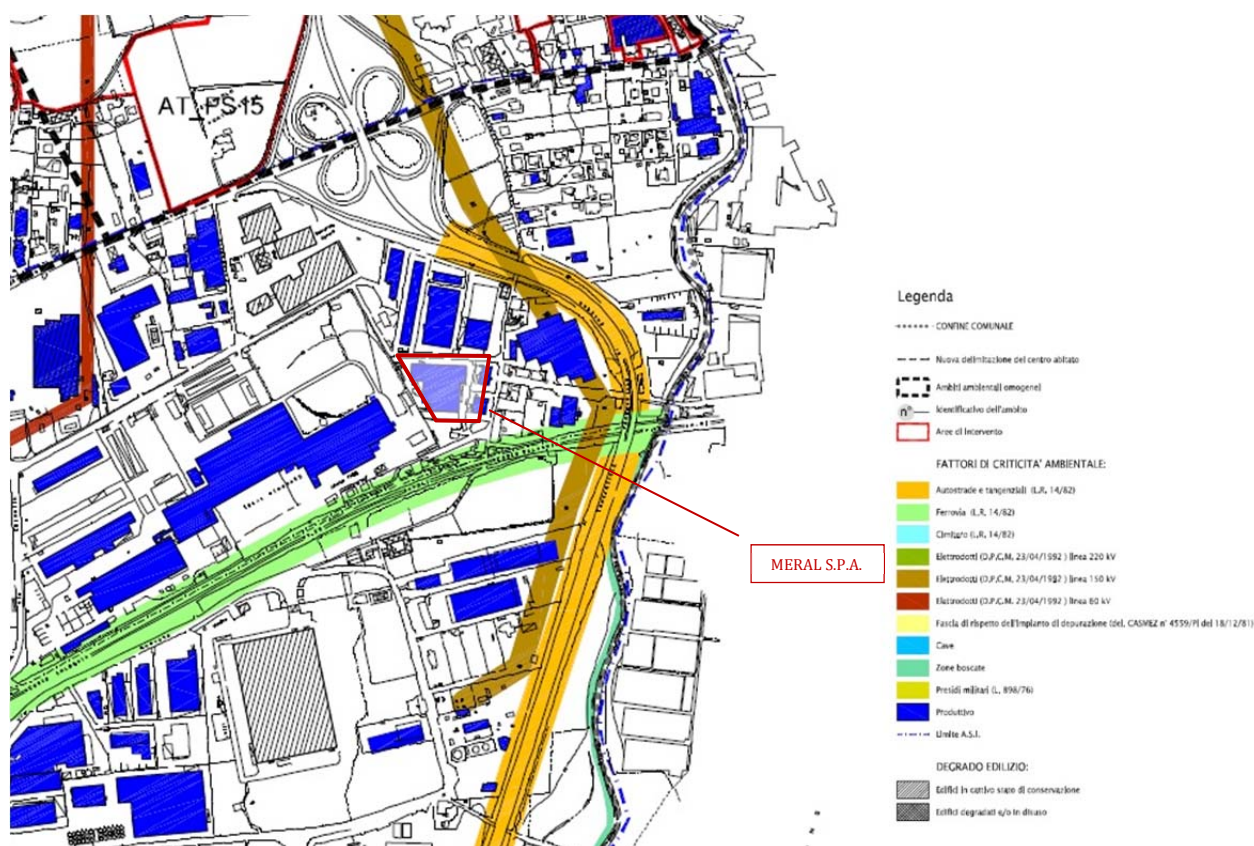 AT_PS15
MERAL S.P.A.
Legenda
CONFINE COMUNALE
Nuova delimitazione del centro abitato
Ambiti ambientali omogenei
n°
Identificativo dell'ambito
Aree di Intervento
FATTORI DI CRITICITA' AMBIENTALE:
Autostrade e tangenziali (L.R. 14/82)
Ferrovia (L.R. 14/82)
Cimitero (L.R. 14/82)
Elettrodotti (D.P.C.M. 23/04/1992 ) linea 220 kV
Elettrodotti (D.P.C.M. 23/04/1992 ) linea 150 kV
Elettrodotti (D.P.C.M. 23/04/1992 ) linea 60 kV
Fascia di rispetto dell'impianto di depurazione (del. CASMEZ n° 4559/PI del 18/12/81)
Cave
Zone boscate
Presidi militari (L. 898/76)
Produttivo
Limite A.S.I.
DEGRADO EDILIZIO:
Edifici in cattivo stato di conservazione
Edifici degradati e/o in disuso